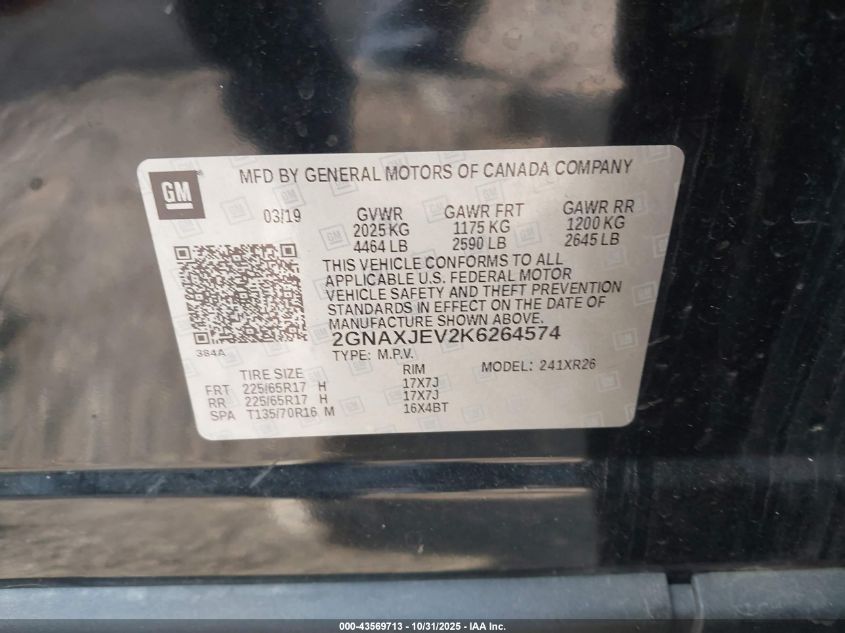 GM
MFD BY GENERAL MOTORS OF CANADA COMPANY
03/19 GVWR GAWR FRT GAWR RR
2025 KG 1175 KG 1200 KG
4464 LB 2590 LB 2645 LB
THIS VEHICLE CONFORMS TO ALL
APPLICABLE U.S. FEDERAL MOTOR
VEHICLE SAFETY AND THEFT PREVENTION
STANDARDS IN EFFECT ON THE DATE OF
MANUFACTURE SHOWN ABOVE.
384A
2GNAXJEV2K6264574
TYPE: M.P.V. MODEL: 241XR26
TIRE SIZE RIM
FRT 225/65R17 H 17X7J
RR 225/65R17 H 17X7J
SPA T135/70R16 M 16X4BT
000-43569713 - 10/31/2025 - IAA Inc.